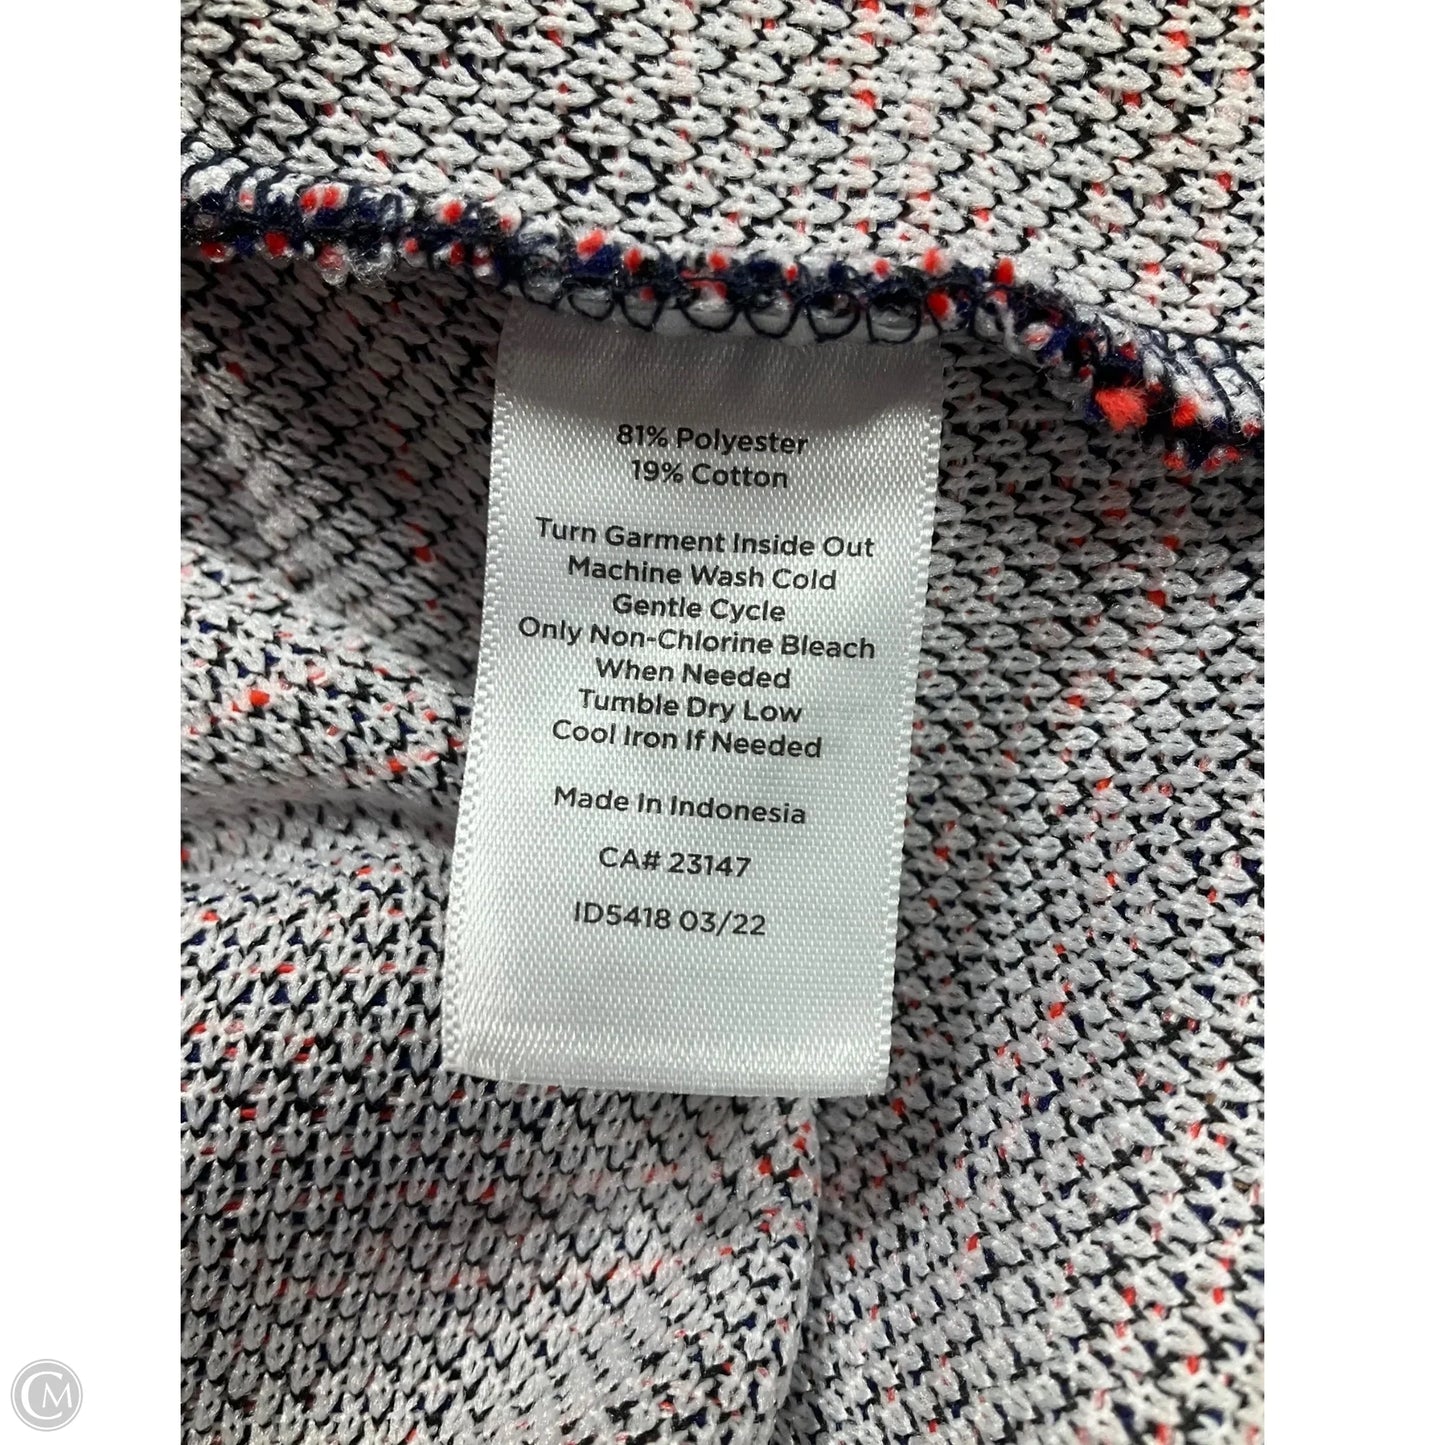 81% Polyester
19% Cotton
Turn Garment Inside Out
Machine Wash Cold
Gentle Cycle
Only Non-Chlorine Bleach
When Needed
Tumble Dry Low
Cool Iron If Needed
Made In Indonesia
CA# 23147
ID5418 03/22
CM